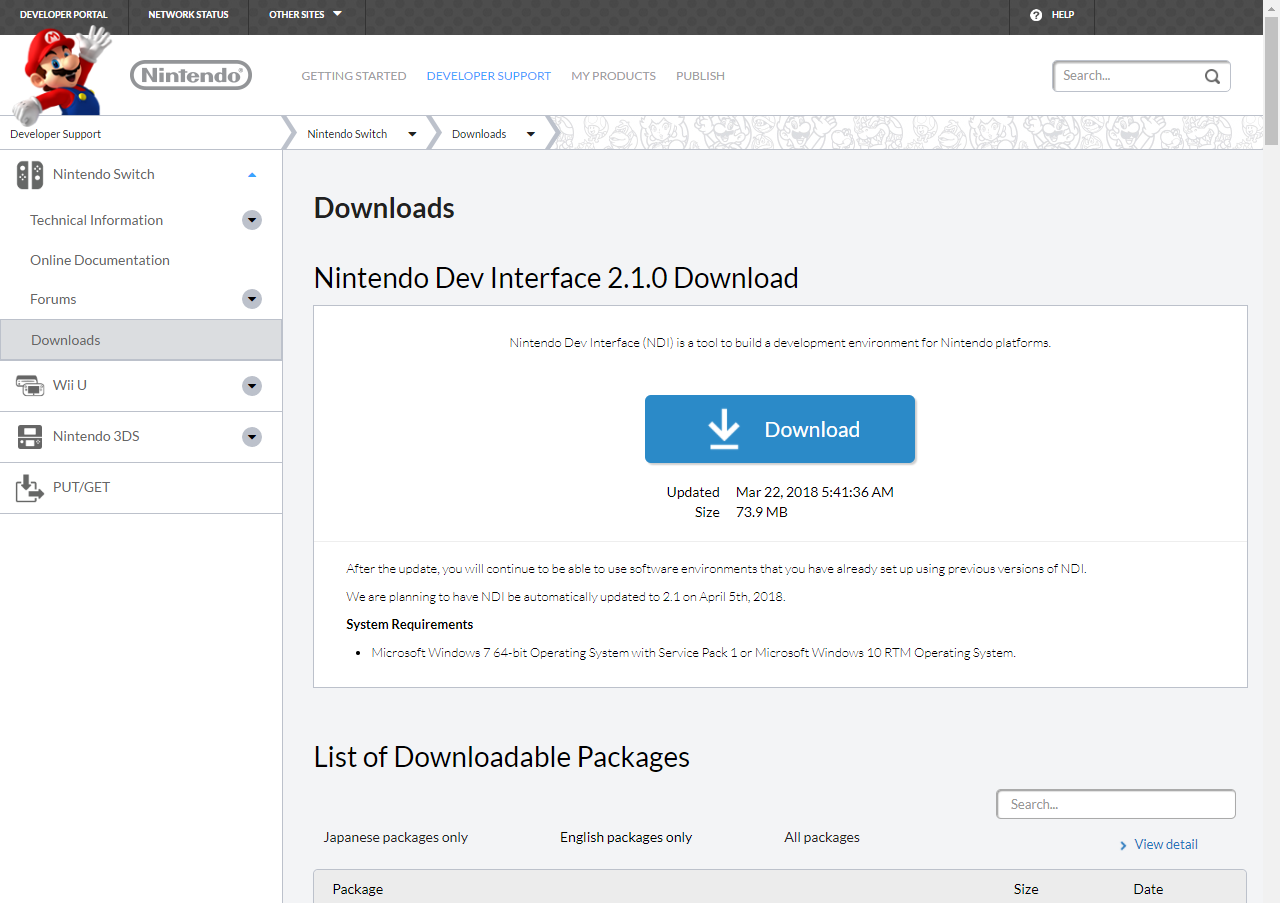 DEVELOPER PORTAL NETWORK STATUS OTHER SITES HELP
M
Nintendo GETTING STARTED DEVELOPER SUPPORT MY PRODUCTS PUBLISH Search...
Developer Support Nintendo Switch Downloads
Nintendo Switch
Technical Information
Online Documentation
Forums
Downloads
Wii U
Nintendo 3DS
PUT/GET
Downloads
Nintendo Dev Interface 2.1.0 Download
Nintendo Dev Interface (NDI) is a tool to build a development environment for Nintendo platforms.
Download
Updated Mar 22, 2018 5:41:36 AM
Size 73.9 MB
After the update, you will continue to be able to use software environments that you have already set up using previous versions of NDI.
We are planning to have NDI be automatically updated to 2.1 on April 5th, 2018.
System Requirements
• Microsoft Windows 7 64-bit Operating System with Service Pack 1 or Microsoft Windows 10 RTM Operating System.
List of Downloadable Packages
Search...
Japanese packages only English packages only All packages
View detail
Package Size Date